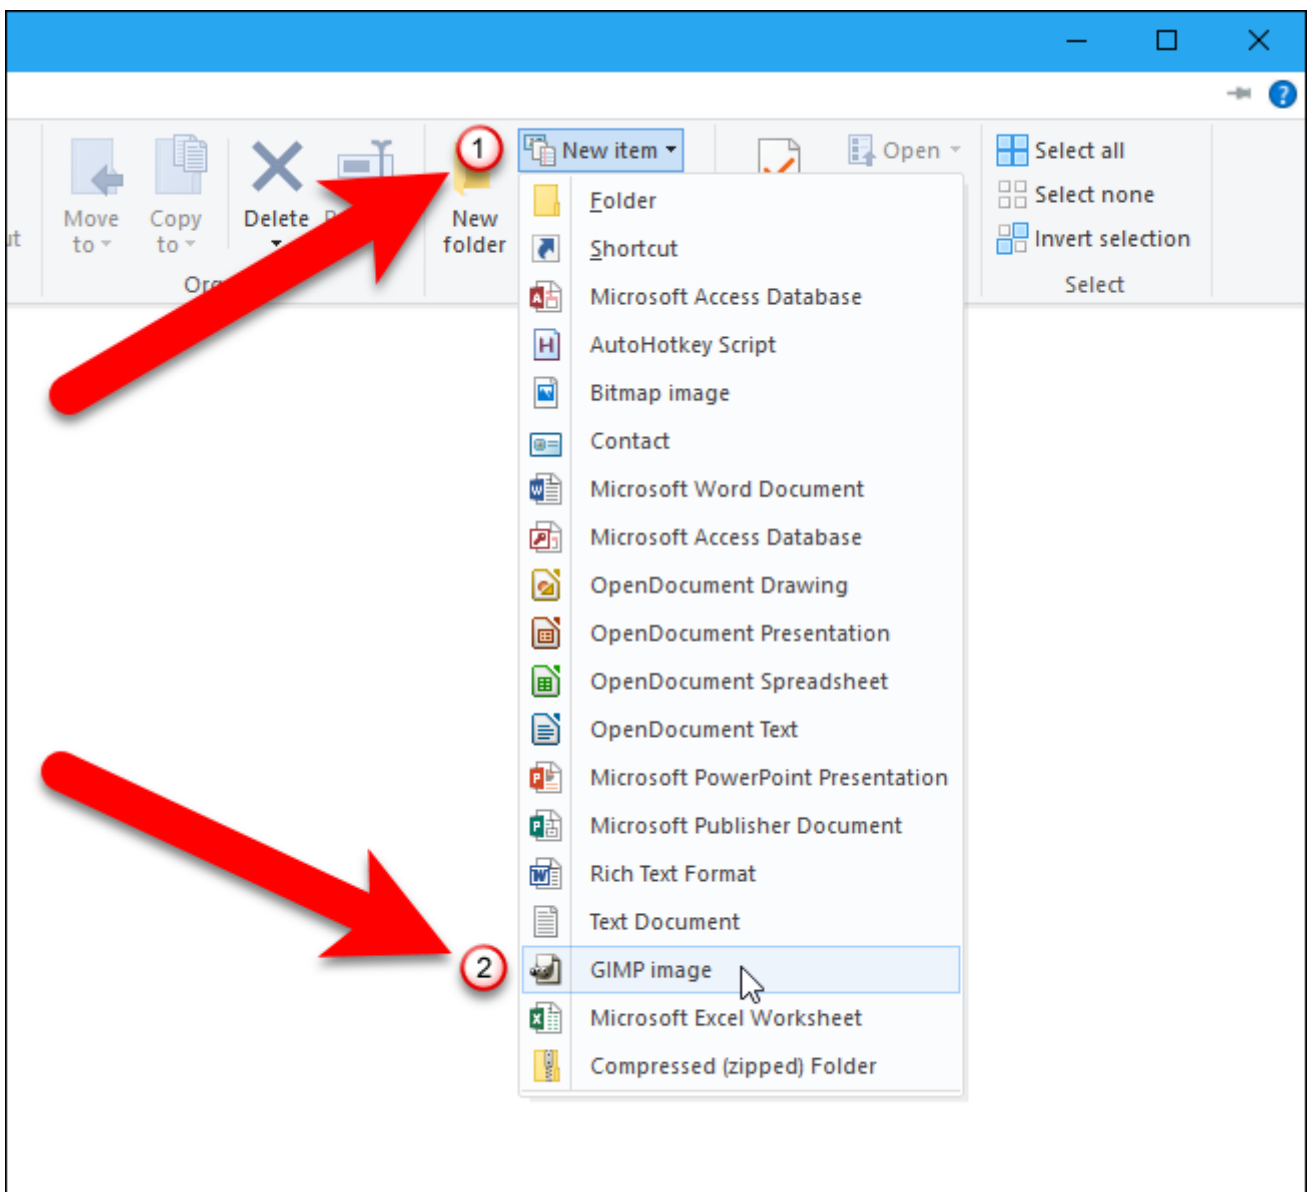 ?
1
New item
Open
Select all
Select none
Invert selection
Select
Move to
Copy to
Delete
New folder
Folder
Shortcut
Microsoft Access Database
AutoHotkey Script
Bitmap image
Contact
Microsoft Word Document
Microsoft Access Database
OpenDocument Drawing
OpenDocument Presentation
OpenDocument Spreadsheet
OpenDocument Text
Microsoft PowerPoint Presentation
Microsoft Publisher Document
Rich Text Format
Text Document
2
GIMP image
Microsoft Excel Worksheet
Compressed (zipped) Folder